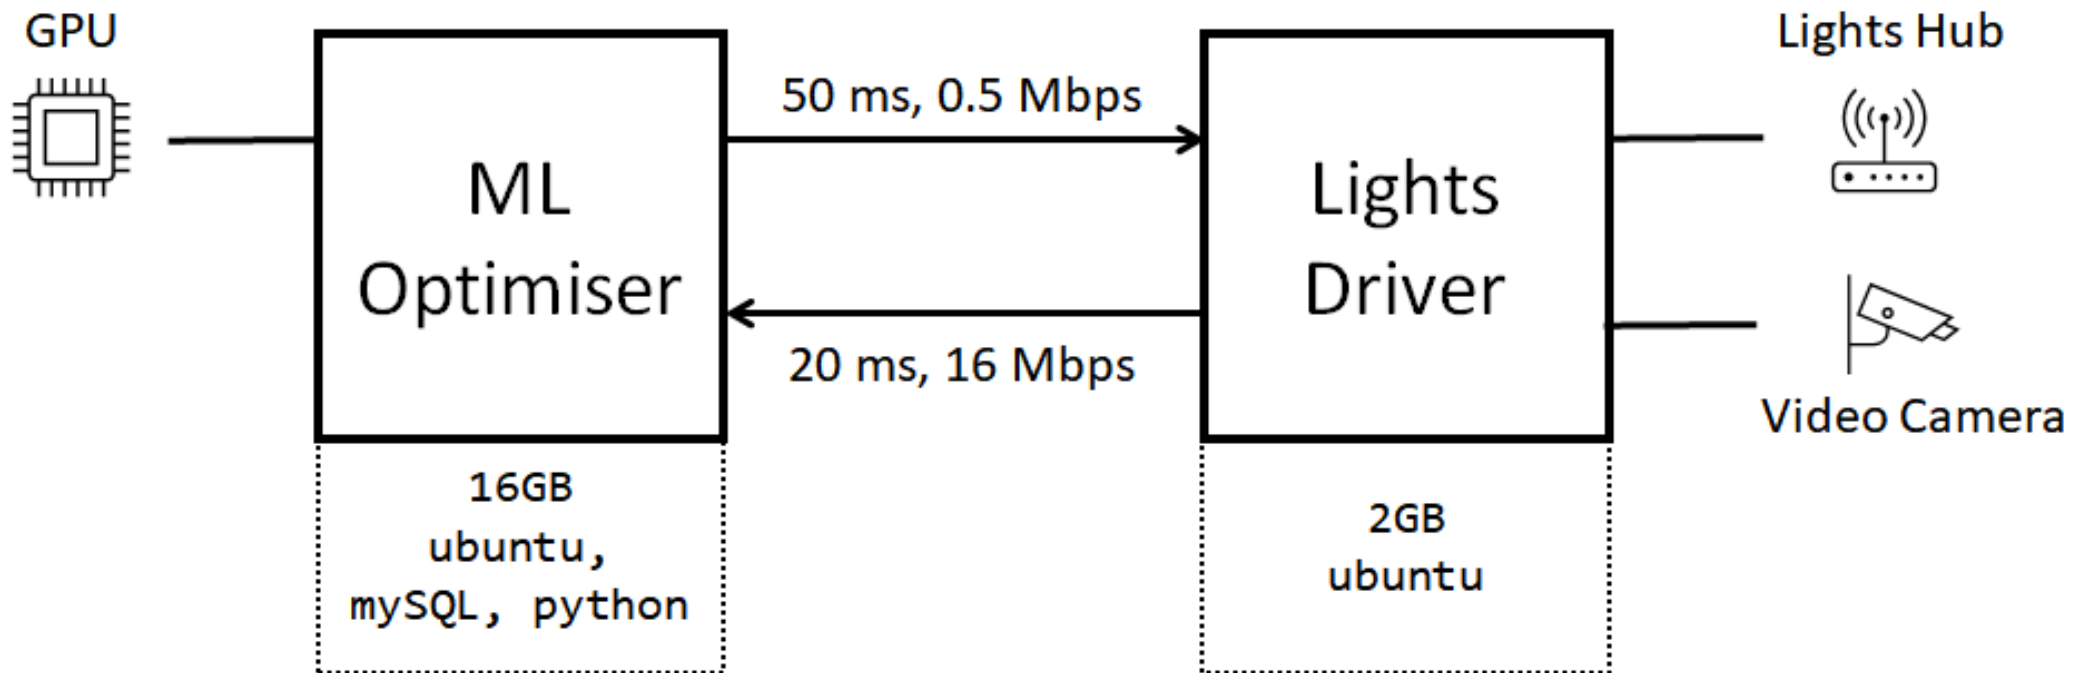 GPU
Lights Hub
50 ms, 0.5 Mbps
ML
Optimiser
Lights
Driver
20 ms, 16 Mbps
Video Camera
16GB
ubuntu,
mySQL, python
2GB
ubuntu